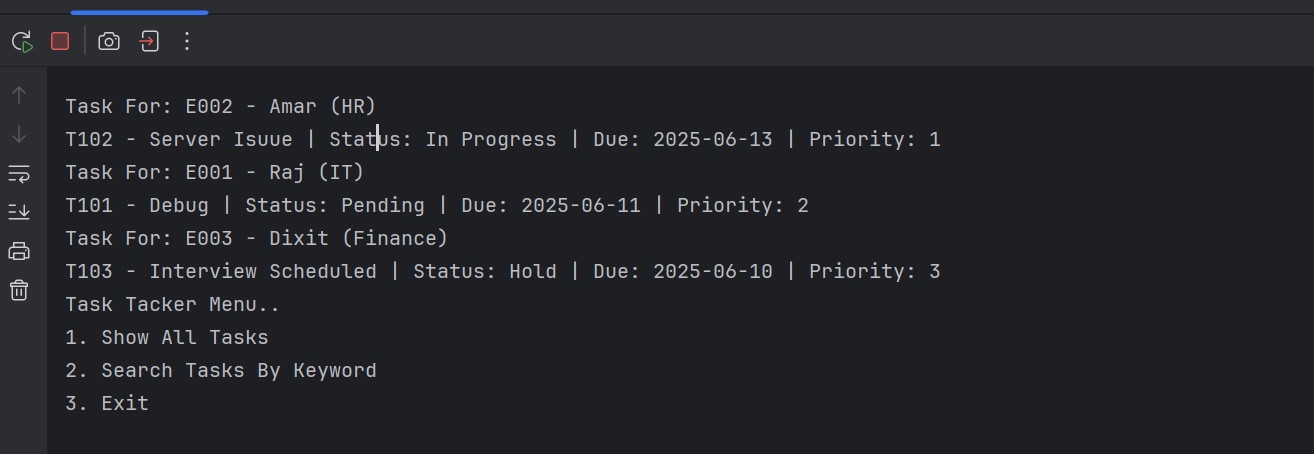 Task For: E002 - Amar (HR)
T102 - Server Isuue | Status: In Progress | Due: 2025-06-13 | Priority: 1
Task For: E001 - Raj (IT)
T101 - Debug | Status: Pending | Due: 2025-06-11 | Priority: 2
Task For: E003 - Dixit (Finance)
T103 - Interview Scheduled | Status: Hold | Due: 2025-06-10 | Priority: 3
Task Tacker Menu..
1. Show All Tasks
2. Search Tasks By Keyword
3. Exit